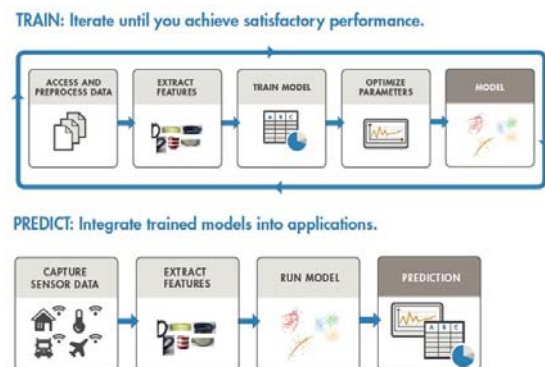 TRAIN: Iterate until you achieve satisfactory performance.
ACCESS AND
PREPROCESS DATA
EXTRACT
FEATURES
TRAIN MODEL
OPTIMIZE
PARAMETERS
MODEL
A B C
PREDICT: Integrate trained models into applications.
CAPTURE
SENSOR DATA
EXTRACT
FEATURES
RUN MODEL
PREDICTION
A B C